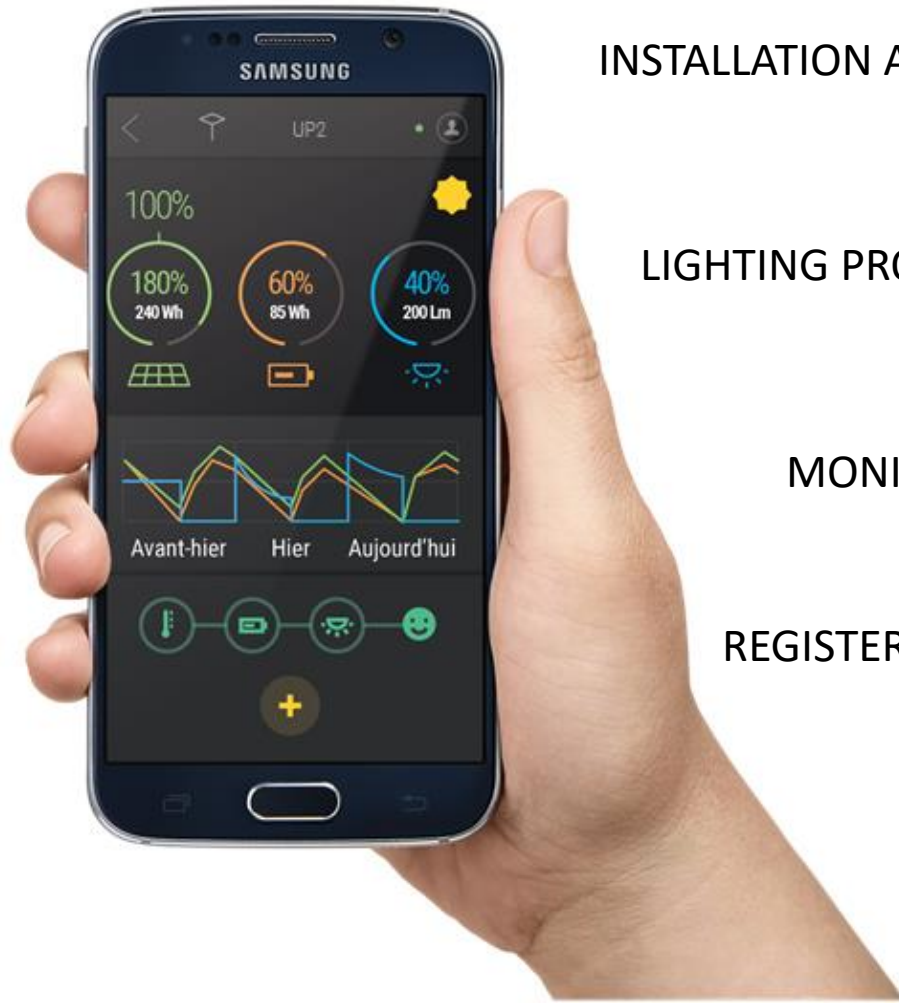 INSTALLATION A
SAMSUNG
UP2
100%
180%
240 Wh
60%
85 Wh
40%
200 Lm
LIGHTING PRO
MONI
Avant-hier
Hier
Aujourd'hui
REGISTER